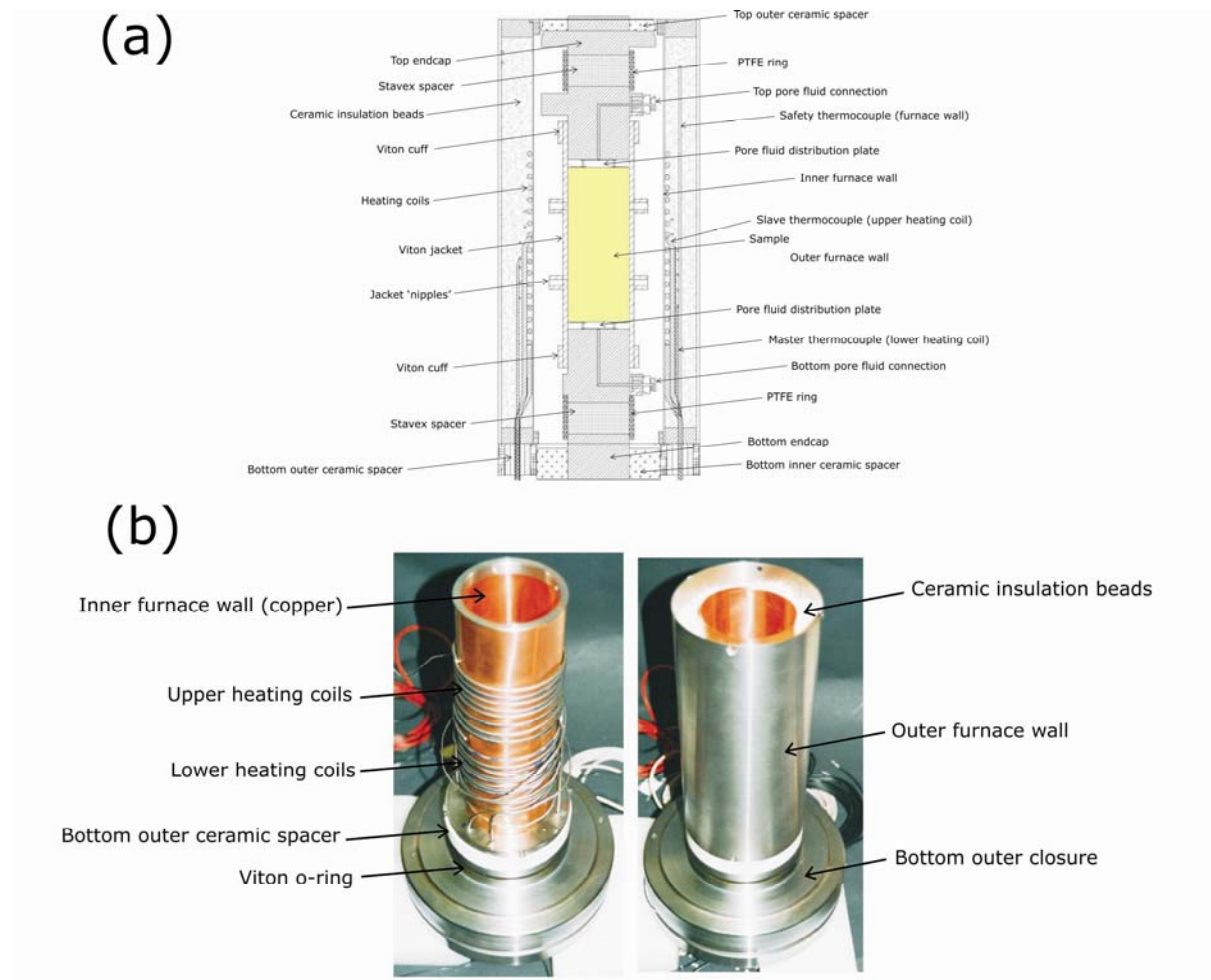 (a)
Top outer ceramic spacer
Top endcap
PTFE ring
Stavex spacer
Top pore fluid connection
Ceramic insulation beads
Safety thermocouple (furnace wall)
Viton cuff
Pore fluid distribution plate
Inner furnace wall
Heating coils
Slave thermocouple (upper heating coil)
Sample
Viton jacket
Outer furnace wall
Jacket 'nipples'
Pore fluid distribution plate
Master thermocouple (lower heating coil)
Viton cuff
Bottom pore fluid connection
PTFE ring
Stavex spacer
Bottom endcap
Bottom outer ceramic spacer
Bottom inner ceramic spacer
(b)
Inner furnace wall (copper)
Ceramic insulation beads
Upper heating coils
Outer furnace wall
Lower heating coils
Bottom outer ceramic spacer
Bottom outer closure
Viton o-ring